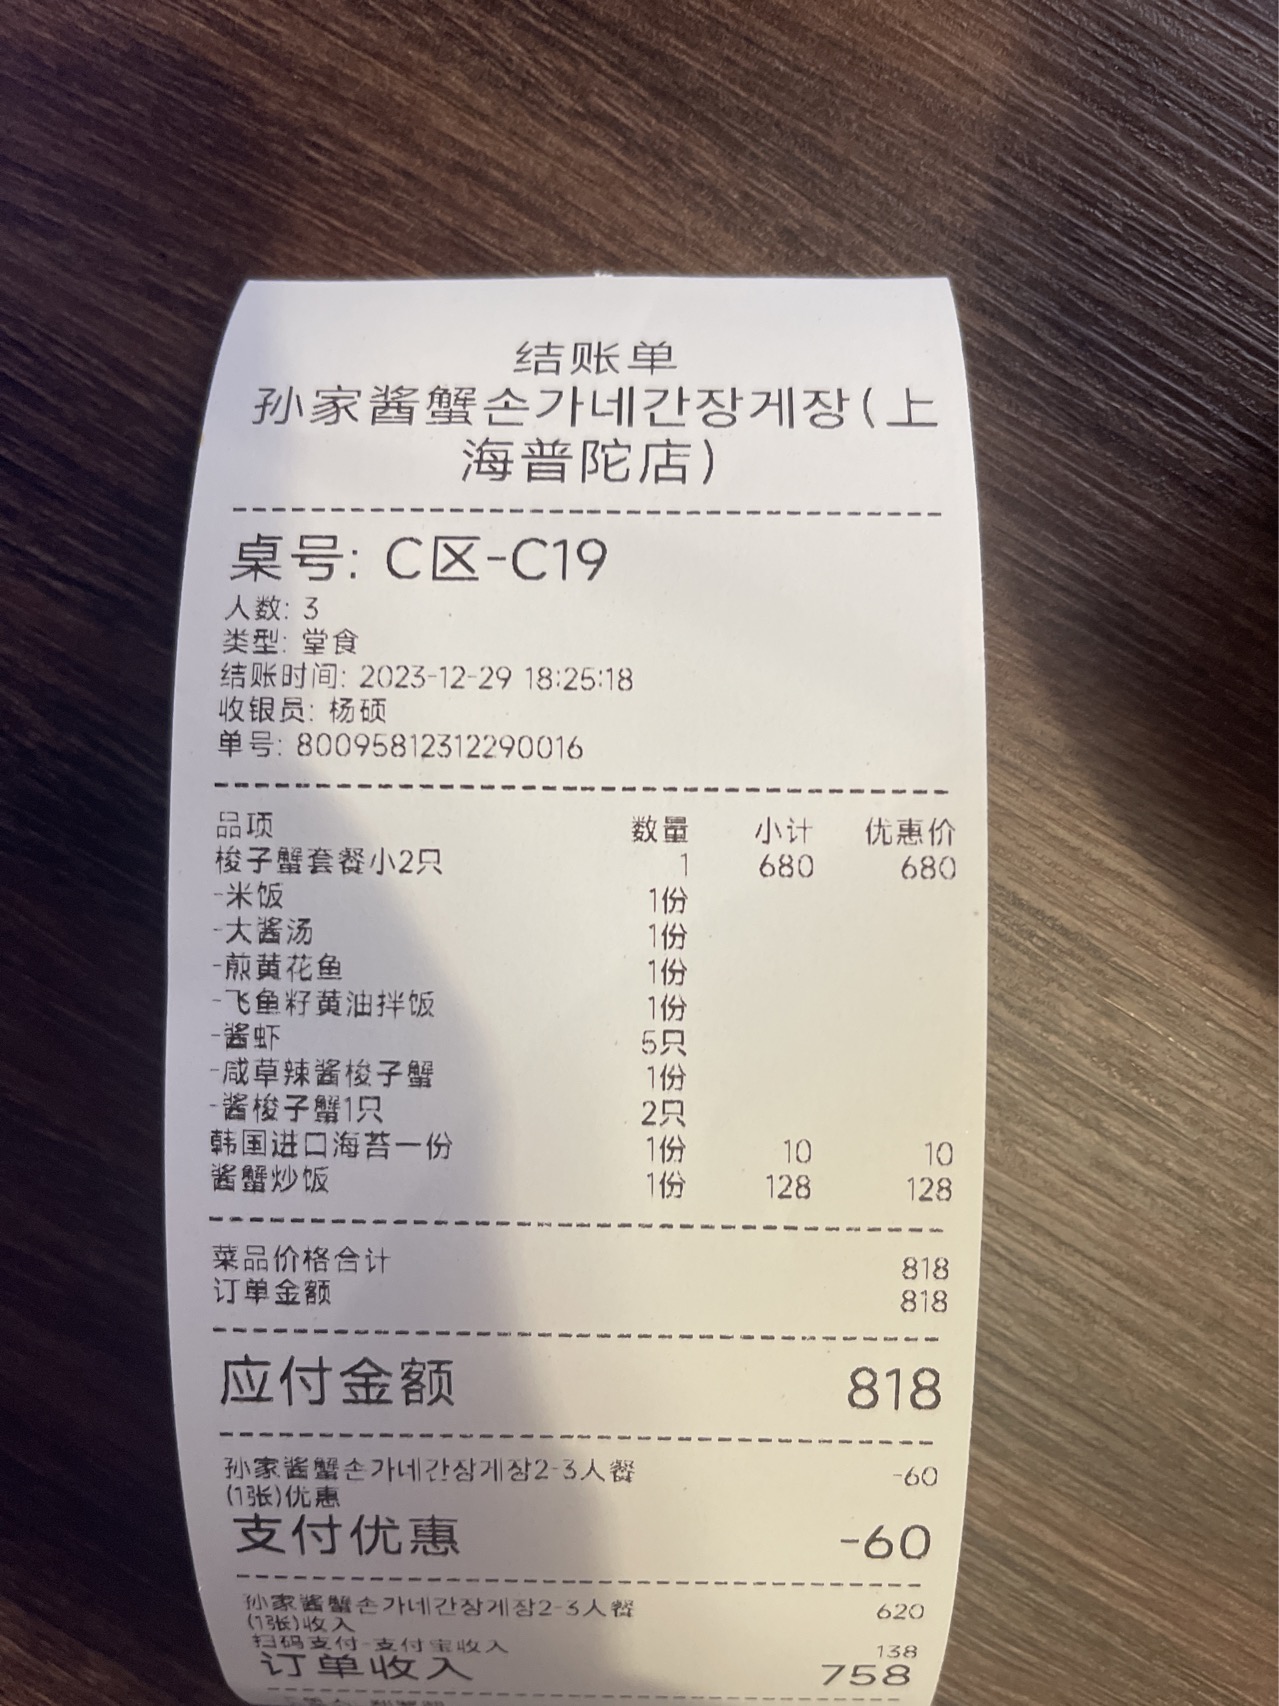 结账单
孙家酱蟹손가네간장게장(上
海普陀店)
桌号: C区-C19
人数: 3
类型: 堂食
结账时间: 2023-12-29 18:25:18
收银员: 杨硕
单号: 80095812312290016
品项 数量 小计 优惠价
梭子蟹套餐小2只 1 680 680
-米饭 1份
-大酱汤 1份
-煎黄花鱼 1份
-飞鱼籽黄油拌饭 1份
-酱虾 5只
-咸草辣酱梭子蟹 1份
-酱梭子蟹1只 2只
韩国进口海苔一份 1份 10 10
酱蟹炒饭 1份 128 128
菜品价格合计 818
订单金额 818
应付金额 818
孙家酱蟹손가네간장게장2-3人餐 -60
(1张)优惠
支付优惠 -60
孙家酱蟹손가네간장게장2-3人餐 620
(1张)收入
扫码支付-支付宝收入 138
订单收入 758